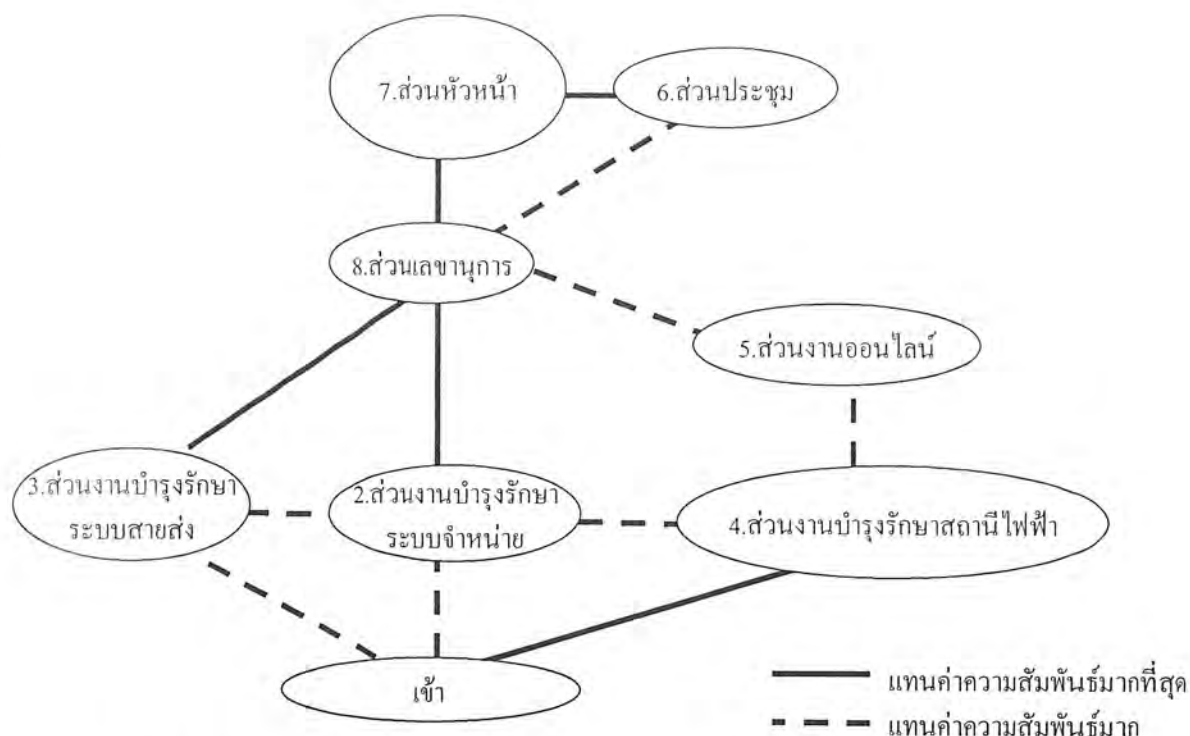 7.ส่วนหัวหน้า
6.ส่วนประชุม
8.ส่วนเลขานุการ
5.ส่วนงานออนไลน์
3.ส่วนงานบำรุงรักษา
ระบบสายส่ง
2.ส่วนงานบำรุงรักษา
ระบบจำหน่าย
4.ส่วนงานบำรุงรักษาสถานีไฟฟ้า
เข้า
แทนค่าความสัมพันธ์มากที่สุด
แทนค่าความสัมพันธ์มาก